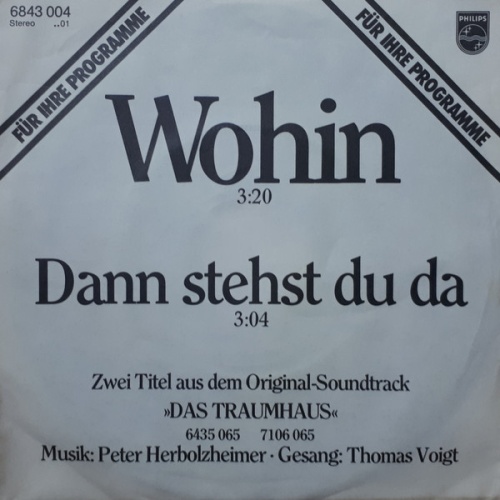 6843 004
Stereo ..01
FÜR IHRE PROGRAMME
FÜR IHRE PROGRAMME
PHILIPS
Wohin
3:20
Dann stehst du da
3:04
Zwei Titel aus dem Original-Soundtrack
»DAS TRAUMHAUS«
6435 065 7106 065
Musik: Peter Herbolzheimer · Gesang: Thomas Voigt